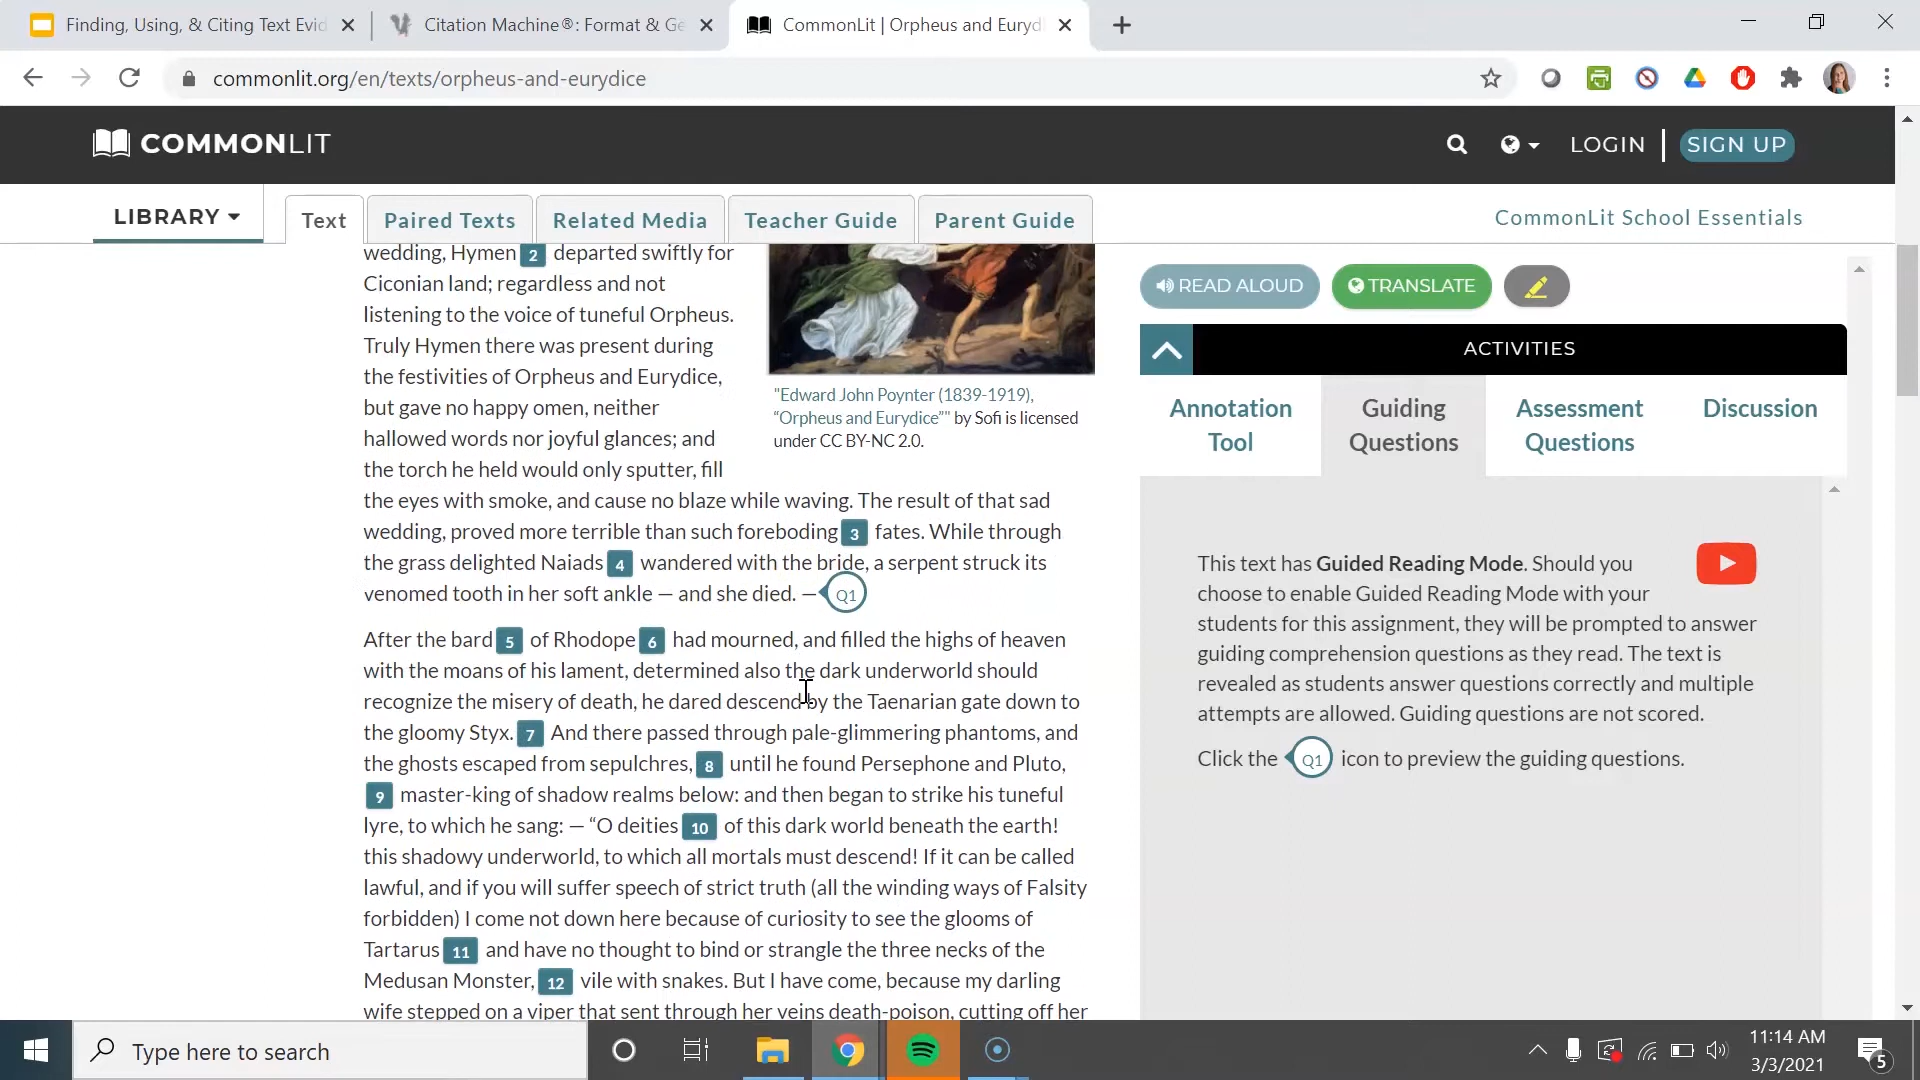 Finding, Using, & Citing Text Evid
Citation Machine®: Format & Ge
CommonLit | Orpheus and Euryd
commonlit.org/en/texts/orpheus-and-eurydice
COMMONLIT
LOGIN | SIGN UP
LIBRARY
Text
Paired Texts
Related Media
Teacher Guide
Parent Guide
CommonLit School Essentials
wedding, Hymen 2 departed swiftly for
Ciconian land; regardless and not
listening to the voice of tuneful Orpheus.
Truly Hymen there was present during
the festivities of Orpheus and Eurydice,
but gave no happy omen, neither
hallowed words nor joyful glances; and
the torch he held would only sputter, fill
the eyes with smoke, and cause no blaze while waving. The result of that sad
wedding, proved more terrible than such foreboding 3 fates. While through
the grass delighted Naiads 4 wandered with the bride, a serpent struck its
venomed tooth in her soft ankle — and she died. — Q1
"Edward John Poynter (1839-1919),
“Orpheus and Eurydice”" by Sofi is licensed
under CC BY-NC 2.0.
After the bard 5 of Rhodope 6 had mourned, and filled the highs of heaven
with the moans of his lament, determined also the dark underworld should
recognize the misery of death, he dared descend by the Taenarian gate down to
the gloomy Styx. 7 And there passed through pale-glimmering phantoms, and
the ghosts escaped from sepulchres, 8 until he found Persephone and Pluto,
9 master-king of shadow realms below: and then began to strike his tuneful
lyre, to which he sang: — “O deities 10 of this dark world beneath the earth!
this shadowy underworld, to which all mortals must descend! If it can be called
lawful, and if you will suffer speech of strict truth (all the winding ways of Falsity
forbidden) I come not down here because of curiosity to see the glooms of
Tartarus 11 and have no thought to bind or strangle the three necks of the
Medusan Monster, 12 vile with snakes. But I have come, because my darling
wife stepped on a viper that sent through her veins death-poison, cutting off her
READ ALOUD
TRANSLATE
ACTIVITIES
Annotation
Tool
Guiding
Questions
Assessment
Questions
Discussion
This text has Guided Reading Mode. Should you
choose to enable Guided Reading Mode with your
students for this assignment, they will be prompted to answer
guiding comprehension questions as they read. The text is
revealed as students answer questions correctly and multiple
attempts are allowed. Guiding questions are not scored.
Click the Q1 icon to preview the guiding questions.
Type here to search
11:14 AM
3/3/2021
5